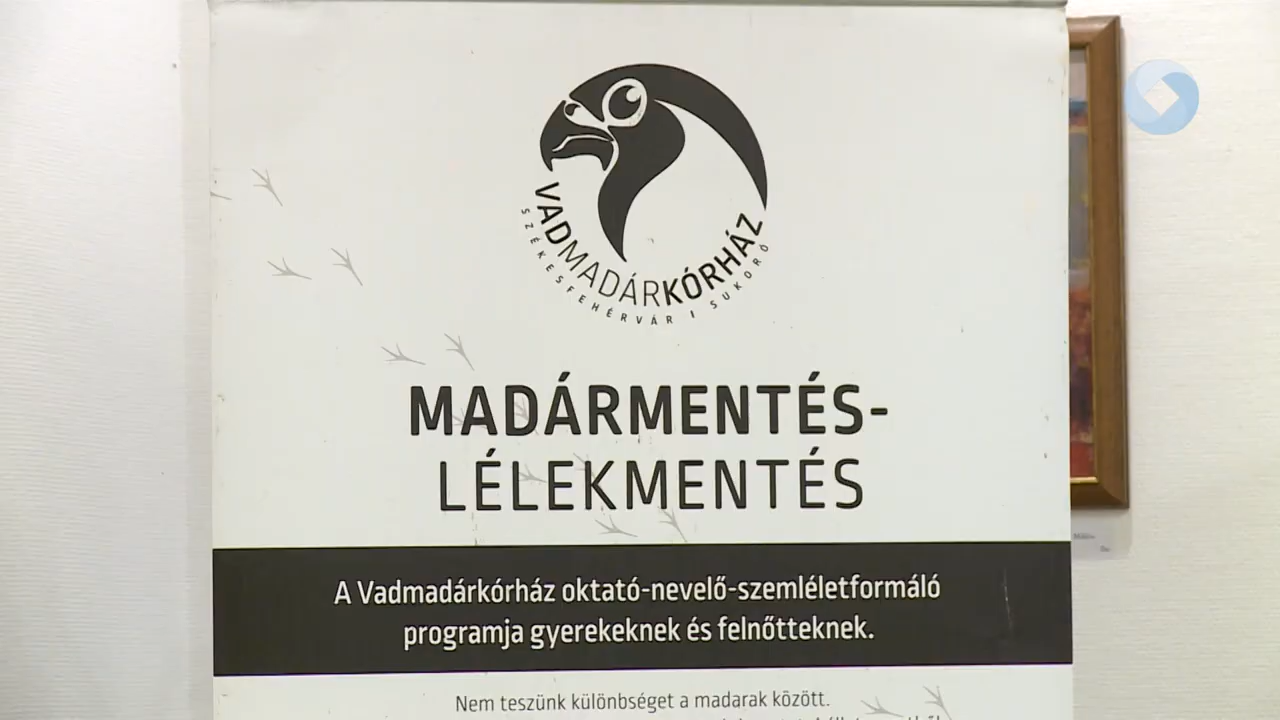 VADMADÁRKÓRHÁZ
SZÉKESFEHÉRVÁR I SUKORÓ
MADÁRMENTÉS-
LÉLEKMENTÉS
A Vadmadárkórház oktató-nevelő-szemléletformáló
programja gyerekeknek és felnőtteknek.
Nem teszünk különbséget a madarak között.